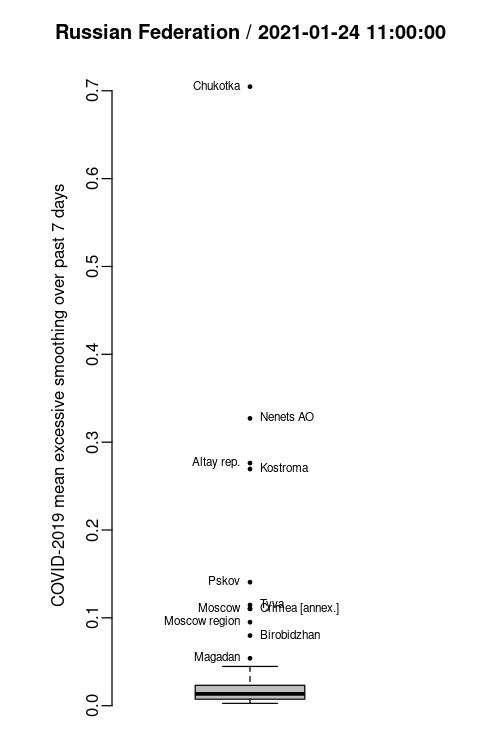 Russian Federation / 2021-01-24 11:00:00
COVID-2019 mean excessive smoothing over past 7 days
0.7
0.6
0.5
0.4
0.3
0.2
0.1
0.0
Chukotka
Nenets AO
Altay rep.
Kostroma
Pskov
Tyva
Moscow
Crimea [annex.]
Moscow region
Birobidzhan
Magadan